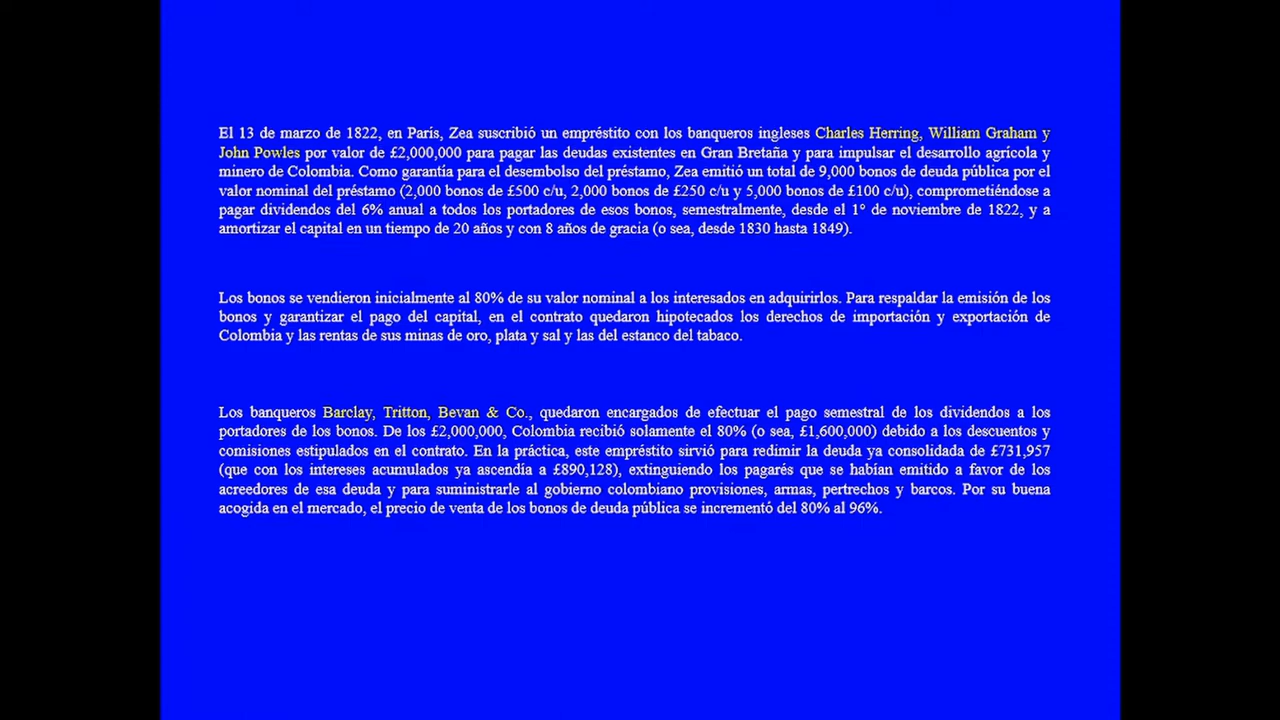 El 13 de marzo de 1822, en París, Zea suscribió un empréstito con los banqueros ingleses Charles Herring, William Graham y
John Powles por valor de £2,000,000 para pagar las deudas existentes en Gran Bretaña y para impulsar el desarrollo agrícola y
minero de Colombia. Como garantía para el desembolso del préstamo, Zea emitió un total de 9,000 bonos de deuda pública por el
valor nominal del préstamo (2,000 bonos de £500 c/u, 2,000 bonos de £250 c/u y 5,000 bonos de £100 c/u), comprometiéndose a
pagar dividendos del 6% anual a todos los portadores de esos bonos, semestralmente, desde el 1° de noviembre de 1822, y a
amortizar el capital en un tiempo de 20 años y con 8 años de gracia (o sea, desde 1830 hasta 1849).
Los bonos se vendieron inicialmente al 80% de su valor nominal a los interesados en adquirirlos. Para respaldar la emisión de los
bonos y garantizar el pago del capital, en el contrato quedaron hipotecados los derechos de importación y exportación de
Colombia y las rentas de sus minas de oro, plata y sal y las del estanco del tabaco.
Los banqueros Barclay, Tritton, Bevan & Co., quedaron encargados de efectuar el pago semestral de los dividendos a los
portadores de los bonos. De los £2,000,000, Colombia recibió solamente el 80% (o sea, £1,600,000) debido a los descuentos y
comisiones estipulados en el contrato. En la práctica, este empréstito sirvió para redimir la deuda ya consolidada de £731,957
(que con los intereses acumulados ya ascendía a £890,128), extinguiendo los pagarés que se habían emitido a favor de los
acreedores de esa deuda y para suministrarle al gobierno colombiano provisiones, armas, pertrechos y barcos. Por su buena
acogida en el mercado, el precio de venta de los bonos de deuda pública se incrementó del 80% al 96%.